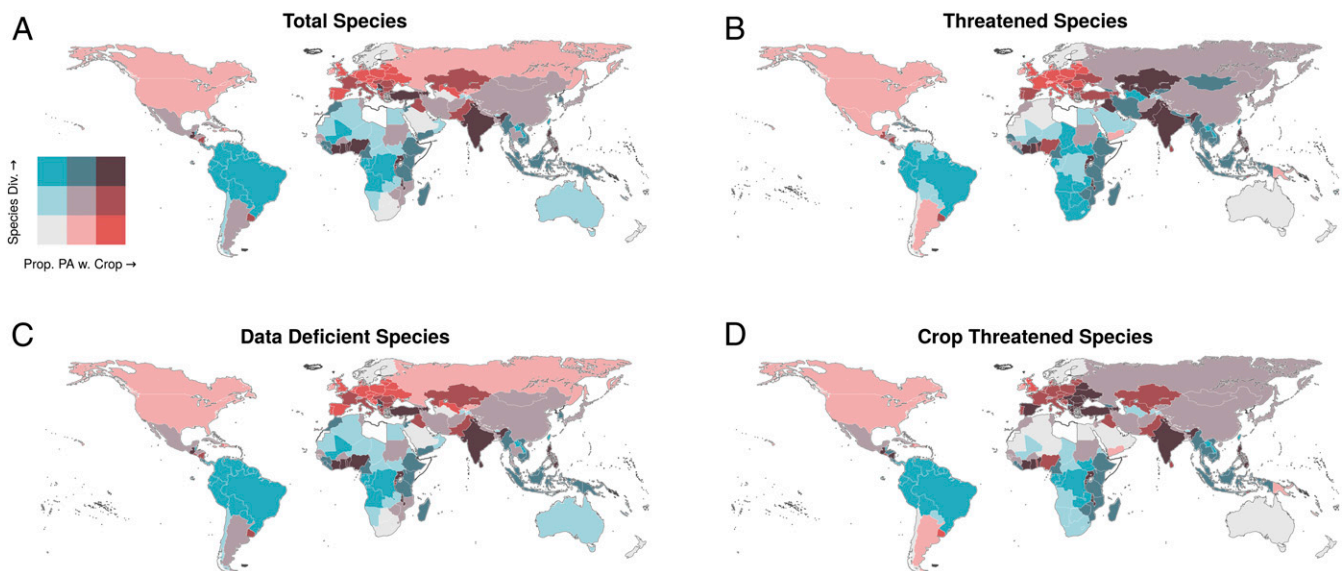 A
Total Species
B
Threatened Species
Species Div. →
Prop. PA w. Crop →
C
Data Deficient Species
D
Crop Threatened Species